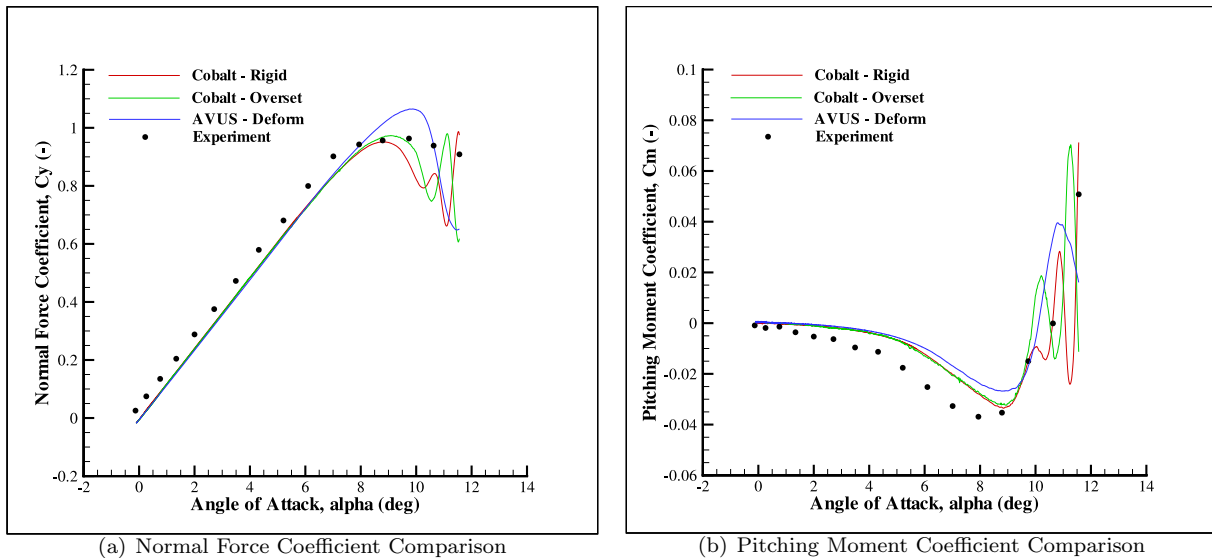 1.2
1
0.8
0.6
0.4
0.2
0
-0.2
Normal Force Coefficient, Cy (-)
Cobalt - Rigid
Cobalt - Overset
AVUS - Deform
Experiment
-2 0 2 4 6 8 10 12 14
Angle of Attack, alpha (deg)
(a) Normal Force Coefficient Comparison
0.1
0.08
0.06
0.04
0.02
0
-0.02
-0.04
-0.06
Pitching Moment Coefficient, Cm (-)
Cobalt - Rigid
Cobalt - Overset
AVUS - Deform
Experiment
-2 0 2 4 6 8 10 12 14
Angle of Attack, alpha (deg)
(b) Pitching Moment Coefficient Comparison